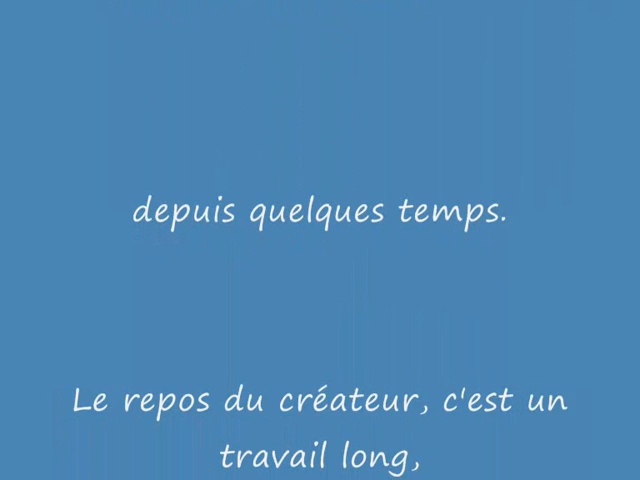 depuis quelques temps.
Le repos du créateur, c'est un
travail long,